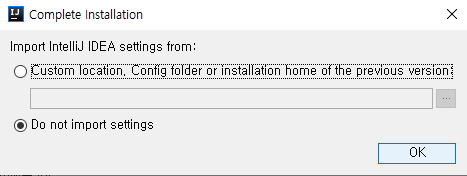 IJ
Complete Installation
Import IntelliJ IDEA settings from:
Custom location. Config folder or installation home of the previous version:
...
Do not import settings
OK